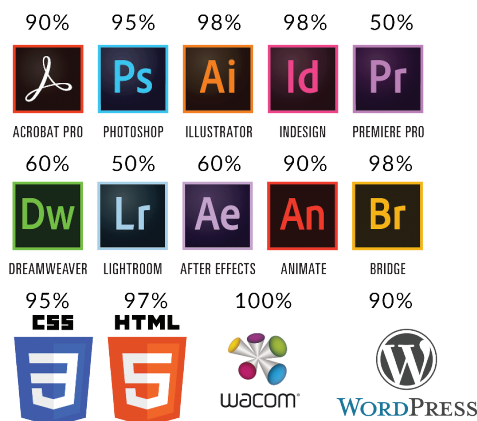 90% 95% 98% 98% 50%
Ps Ai Id Pr
ACROBAT PRO PHOTOSHOP ILLUSTRATOR INDESIGN PREMIERE PRO
60% 50% 60% 90% 98%
Dw Lr Ae An Br
DREAMWEAVER LIGHTROOM AFTER EFFECTS ANIMATE BRIDGE
95% 97% 100% 90%
CSS HTML
3 5 W
wacom®
WORDPRESS